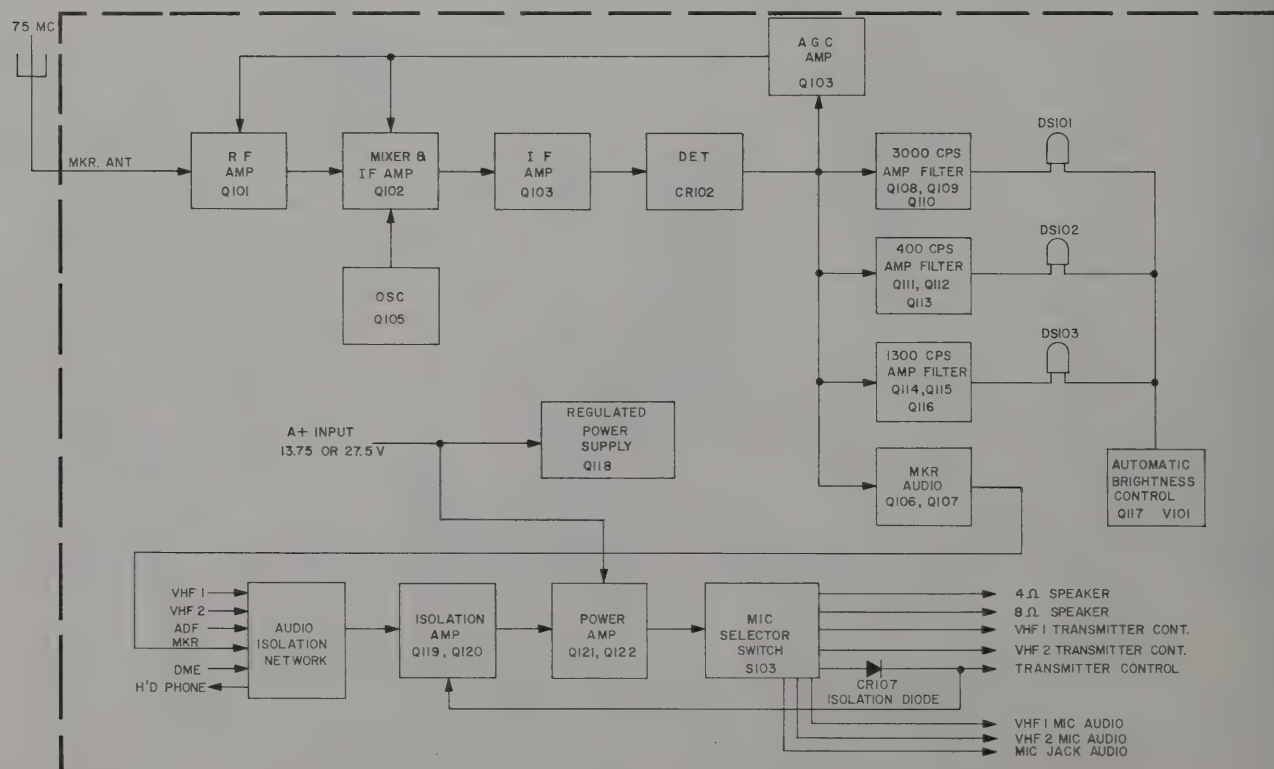 75 MC
MKR. ANT
RF
AMP
Q101
MIXER &
IF AMP
Q102
IF
AMP
Q103
DET
CR102
AGC
AMP
Q103
OSC
Q105
3000 CPS
AMP FILTER
Q108, Q109
Q110
DS101
400 CPS
AMP FILTER
Q111, Q112
Q113
DS102
1300 CPS
AMP FILTER
Q114, Q115
Q116
DS103
A+ INPUT
13.75 OR 27.5 V
REGULATED
POWER
SUPPLY
Q118
MKR
AUDIO
Q106, Q107
AUTOMATIC
BRIGHTNESS
CONTROL
Q117 V101
VHF 1
VHF 2
ADF
MKR
DME
H'D PHONE
AUDIO
ISOLATION
NETWORK
ISOLATION
AMP
Q119, Q120
POWER
AMP
Q121, Q122
MIC
SELECTOR
SWITCH
S103
CR107
ISOLATION DIODE
4Ω SPEAKER
8Ω SPEAKER
VHF 1 TRANSMITTER CONT.
VHF 2 TRANSMITTER CONT.
TRANSMITTER CONTROL
VHF 1 MIC AUDIO
VHF 2 MIC AUDIO
MIC JACK AUDIO